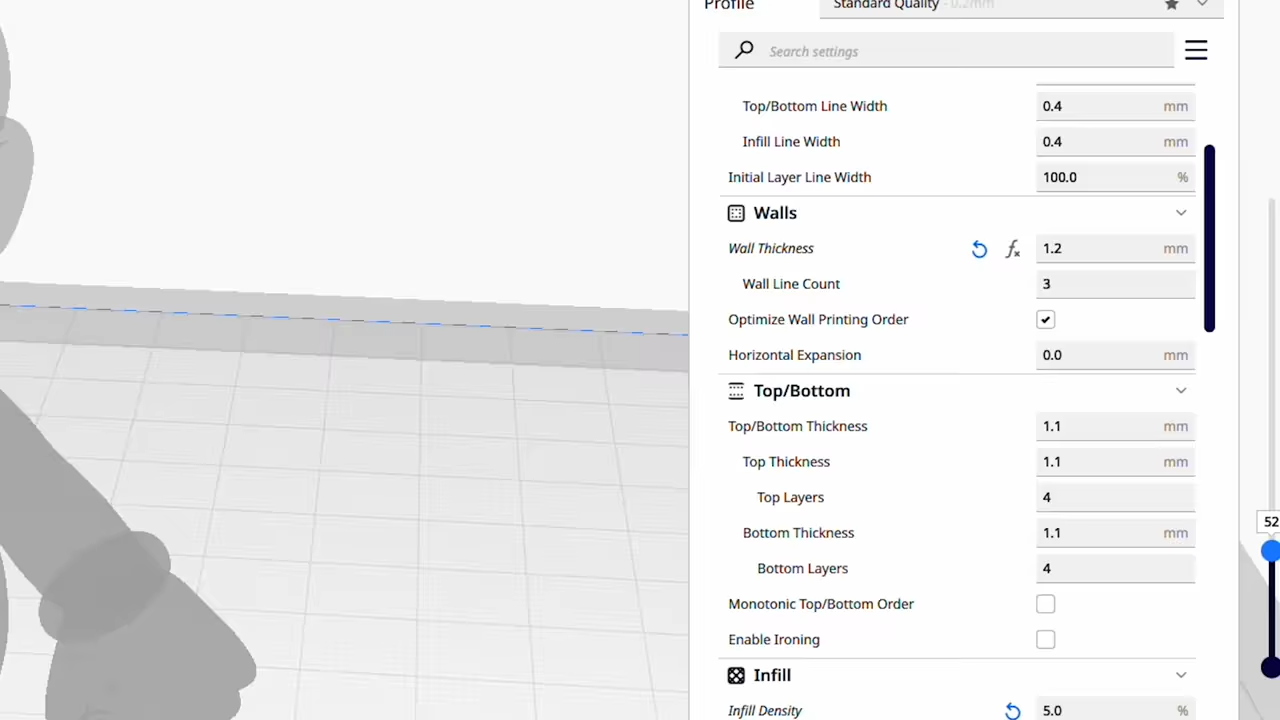 Profile
Standard Quality - 0.2mm
Search settings
Top/Bottom Line Width 0.4 mm
Infill Line Width 0.4 mm
Initial Layer Line Width 100.0 %
Walls
Wall Thickness fx 1.2 mm
Wall Line Count 3
Optimize Wall Printing Order
Horizontal Expansion 0.0 mm
Top/Bottom
Top/Bottom Thickness 1.1 mm
Top Thickness 1.1 mm
Top Layers 4
Bottom Thickness 1.1 mm
Bottom Layers 4
52
Monotonic Top/Bottom Order
Enable Ironing
Infill
Infill Density 5.0 %